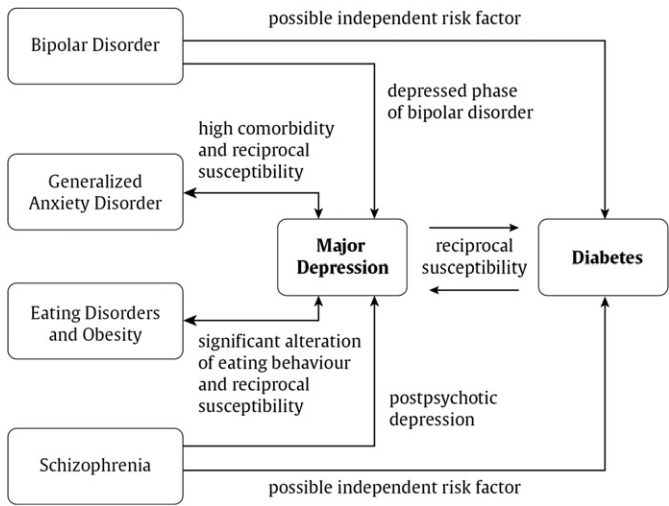 possible independent risk factor
Bipolar Disorder
depressed phase
of bipolar disorder
high comorbidity
and reciprocal
susceptibility
Generalized
Anxiety Disorder
Major
Depression
reciprocal
susceptibility
Diabetes
Eating Disorders
and Obesity
significant alteration
of eating behaviour
and reciprocal
susceptibility
postpsychotic
depression
Schizophrenia
possible independent risk factor